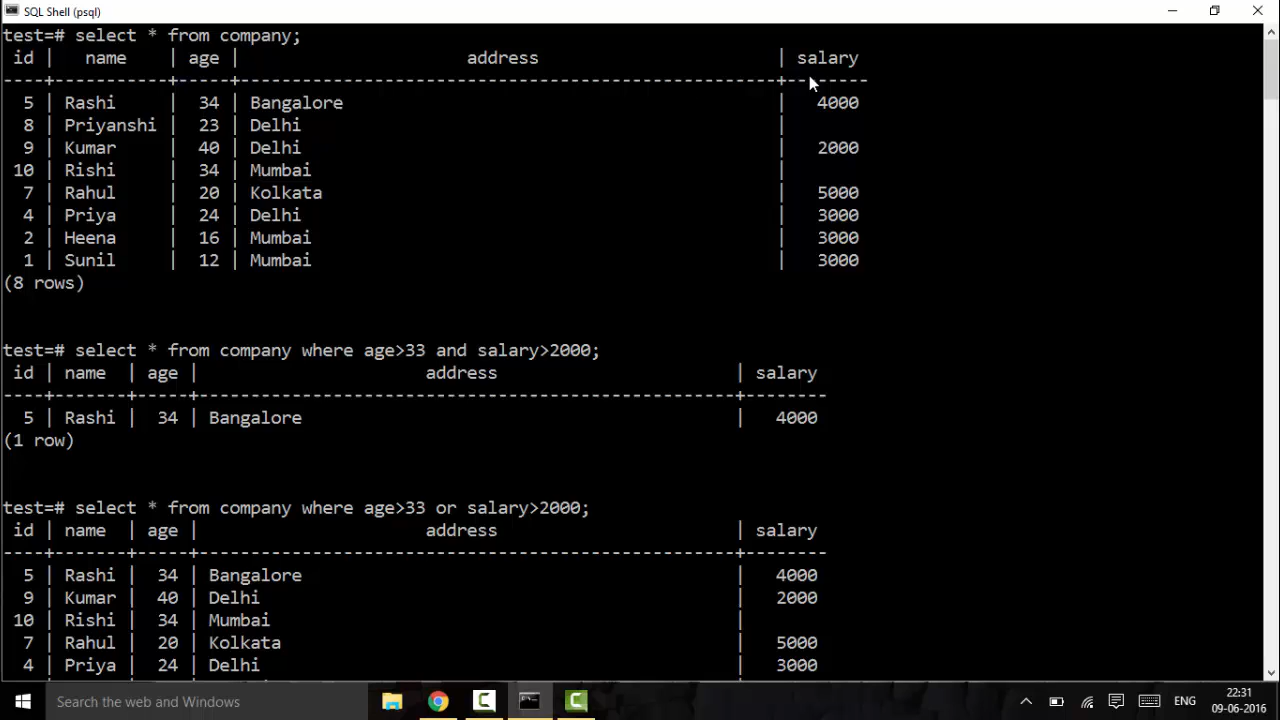 SQL Shell (psql)
test=# select * from company;
id | name | age | address | salary
----+-----------+-----+----------------------------------------------------+--------
5 | Rashi | 34 | Bangalore | 4000
8 | Priyanshi | 23 | Delhi |
9 | Kumar | 40 | Delhi | 2000
10 | Rishi | 34 | Mumbai |
7 | Rahul | 20 | Kolkata | 5000
4 | Priya | 24 | Delhi | 3000
2 | Heena | 16 | Mumbai | 3000
1 | Sunil | 12 | Mumbai | 3000
(8 rows)
test=# select * from company where age>33 and salary>2000;
id | name | age | address | salary
----+-------+-----+----------------------------------------------------+--------
5 | Rashi | 34 | Bangalore | 4000
(1 row)
test=# select * from company where age>33 or salary>2000;
id | name | age | address | salary
----+-------+-----+----------------------------------------------------+--------
5 | Rashi | 34 | Bangalore | 4000
9 | Kumar | 40 | Delhi | 2000
10 | Rishi | 34 | Mumbai |
7 | Rahul | 20 | Kolkata | 5000
4 | Priya | 24 | Delhi | 3000
Search the web and Windows
ENG
22:31
09-06-2016